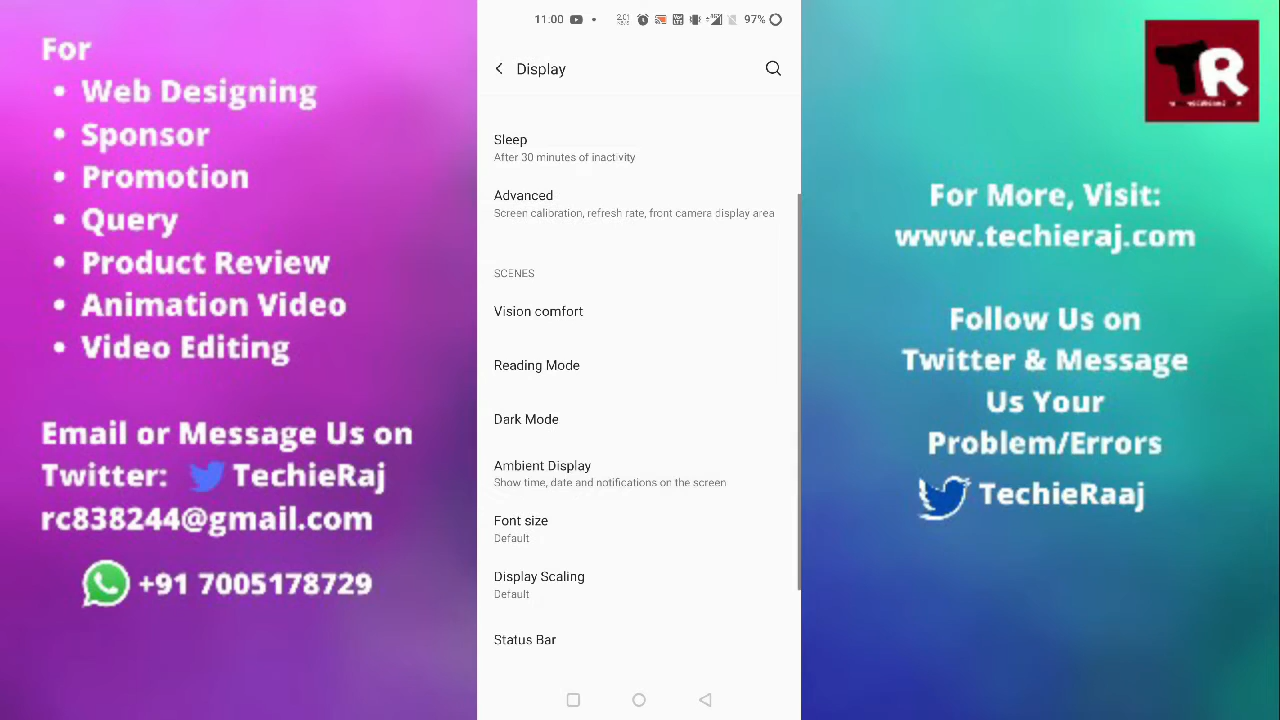 For
• Web Designing
• Sponsor
• Promotion
• Query
• Product Review
• Animation Video
• Video Editing
Email or Message Us on
Twitter: TechieRaj
rc838244@gmail.com
+91 7005178729
11:00
97%
Display
Sleep
After 30 minutes of inactivity
Advanced
Screen calibration, refresh rate, front camera display area
SCENES
Vision comfort
Reading Mode
Dark Mode
Ambient Display
Show time, date and notifications on the screen
Font size
Default
Display Scaling
Default
Status Bar
TR
For More, Visit:
www.techieraj.com
Follow Us on
Twitter & Message
Us Your
Problem/Errors
TechieRaaj